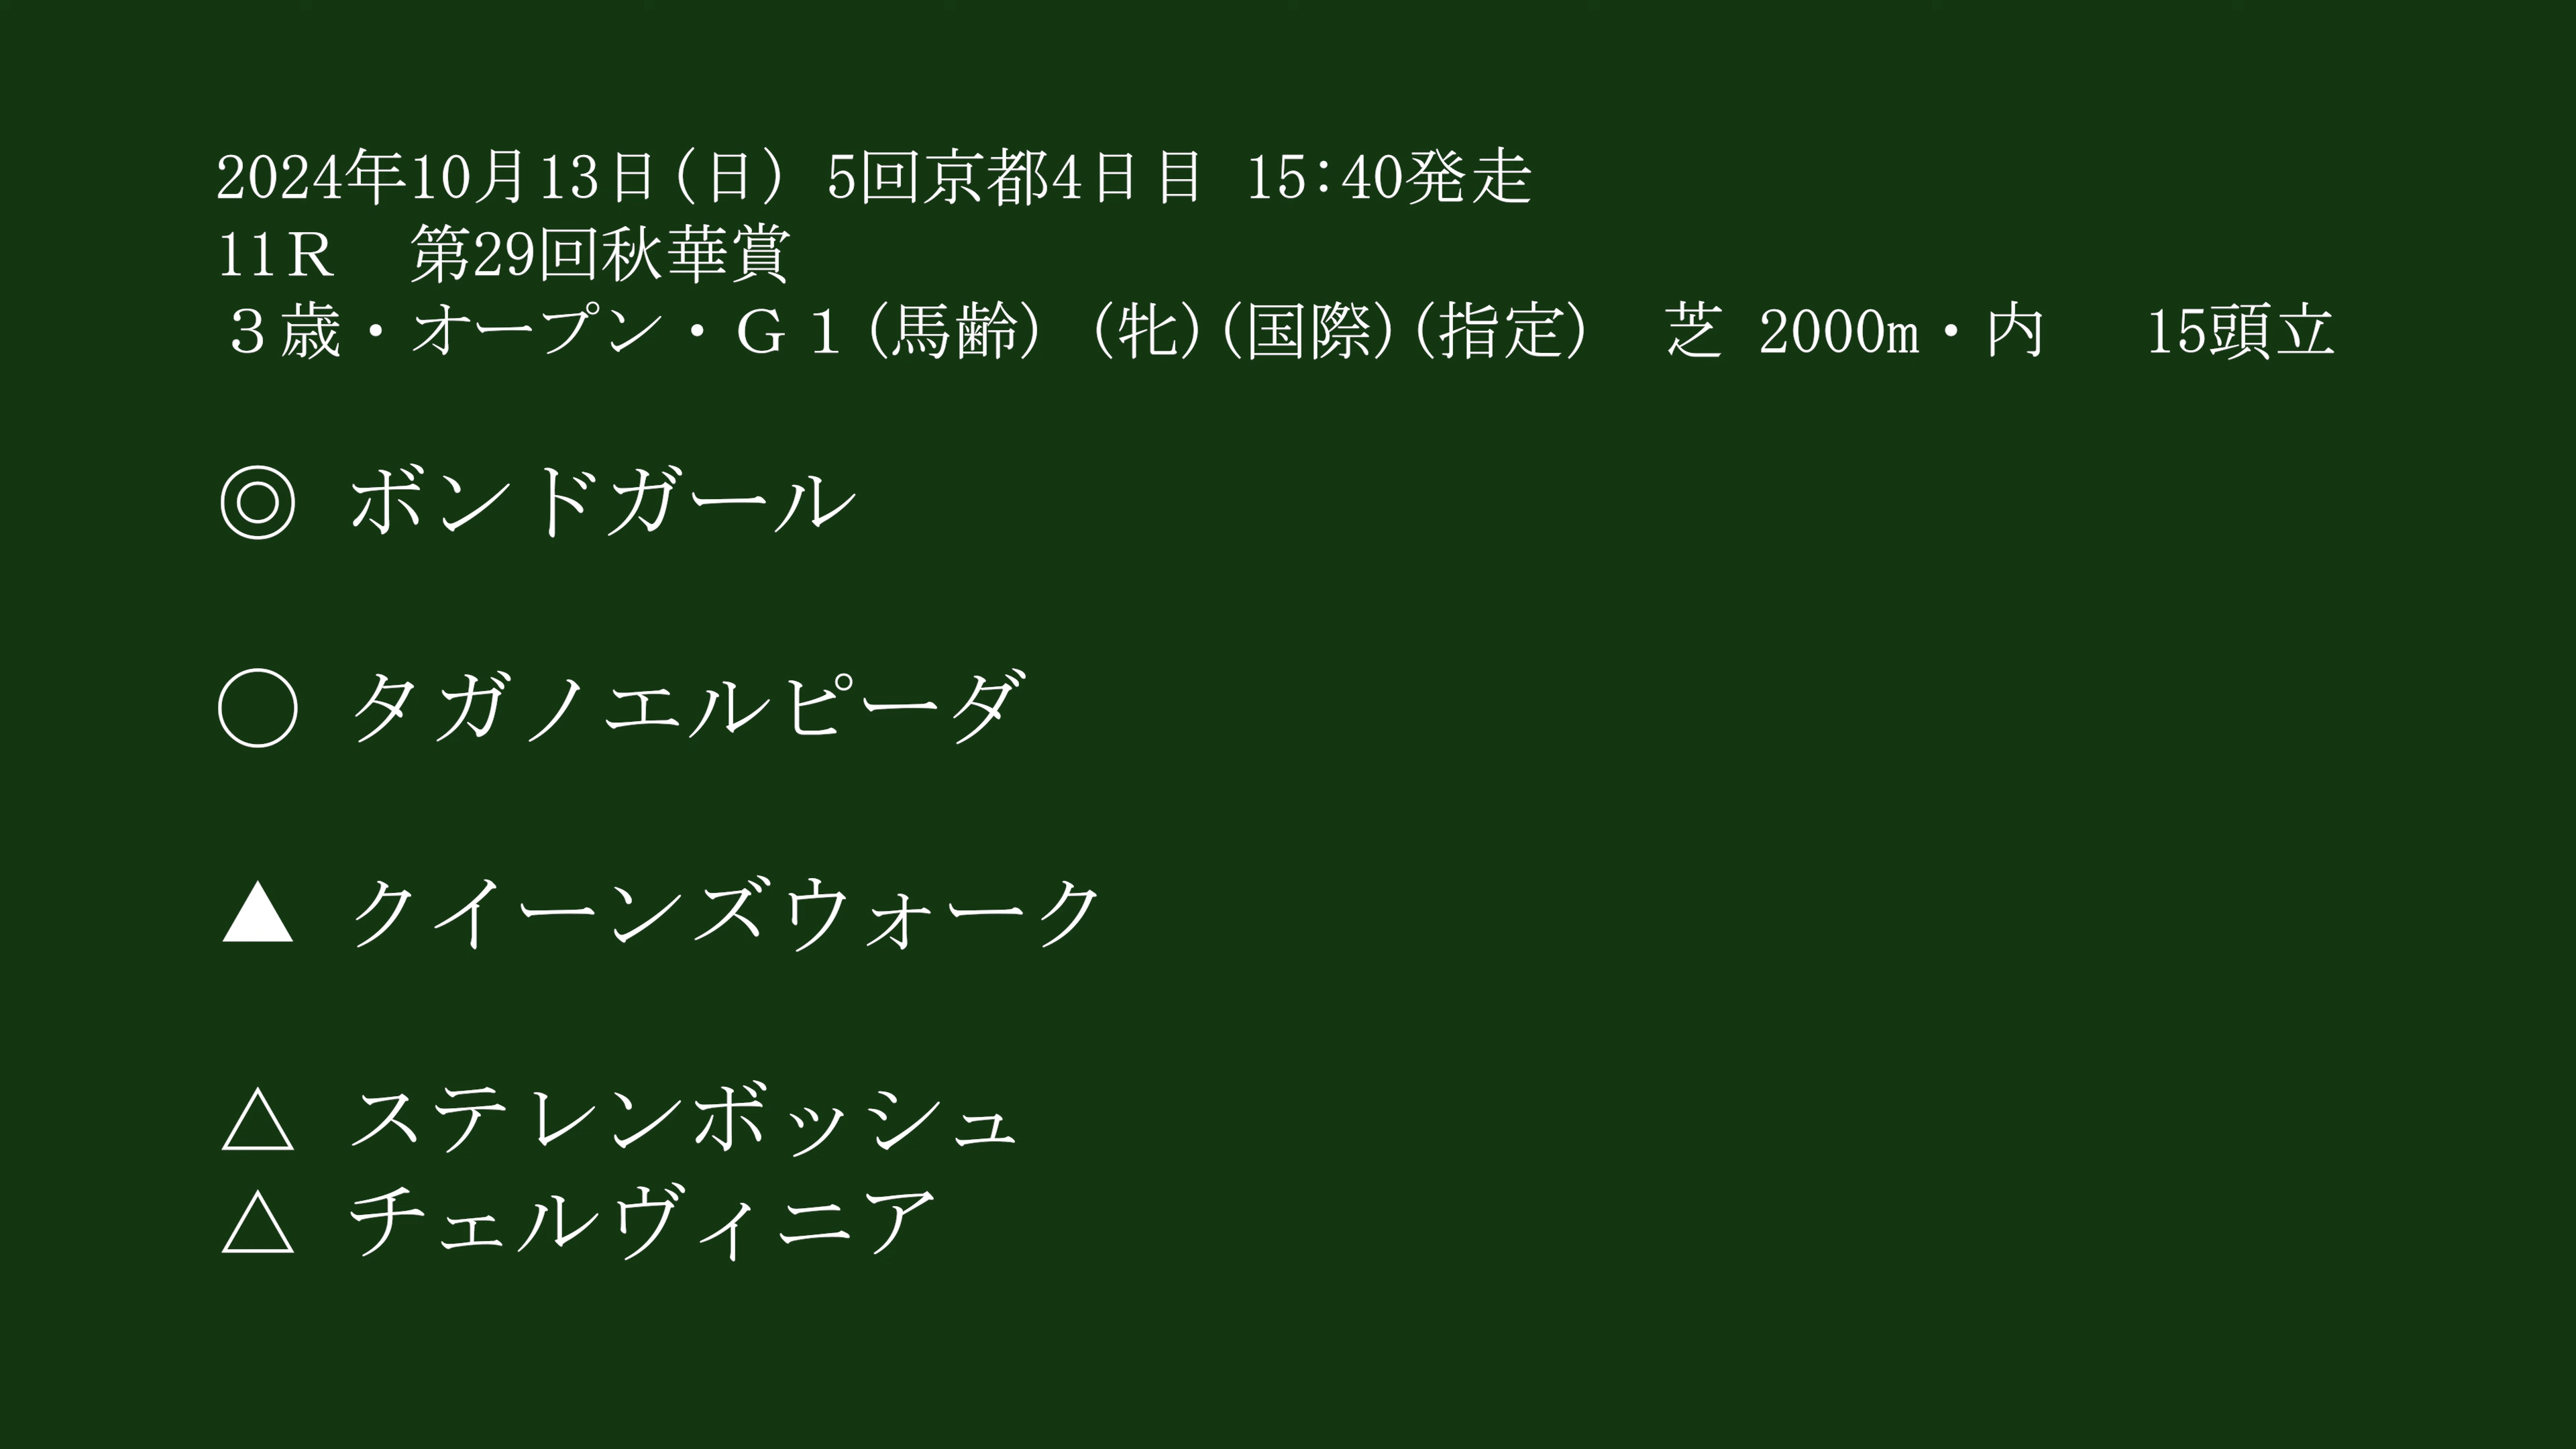 2024年10月13日(日) 5回京都4日目 15:40発走
11Ｒ　第29回秋華賞
３歳・オープン・Ｇ１(馬齢) (牝)(国際)(指定)　芝 2000m・内　 15頭立
◎ ボンドガール
○ タガノエルピーダ
▲ クイーンズウォーク
△ ステレンボッシュ
△ チェルヴィニア